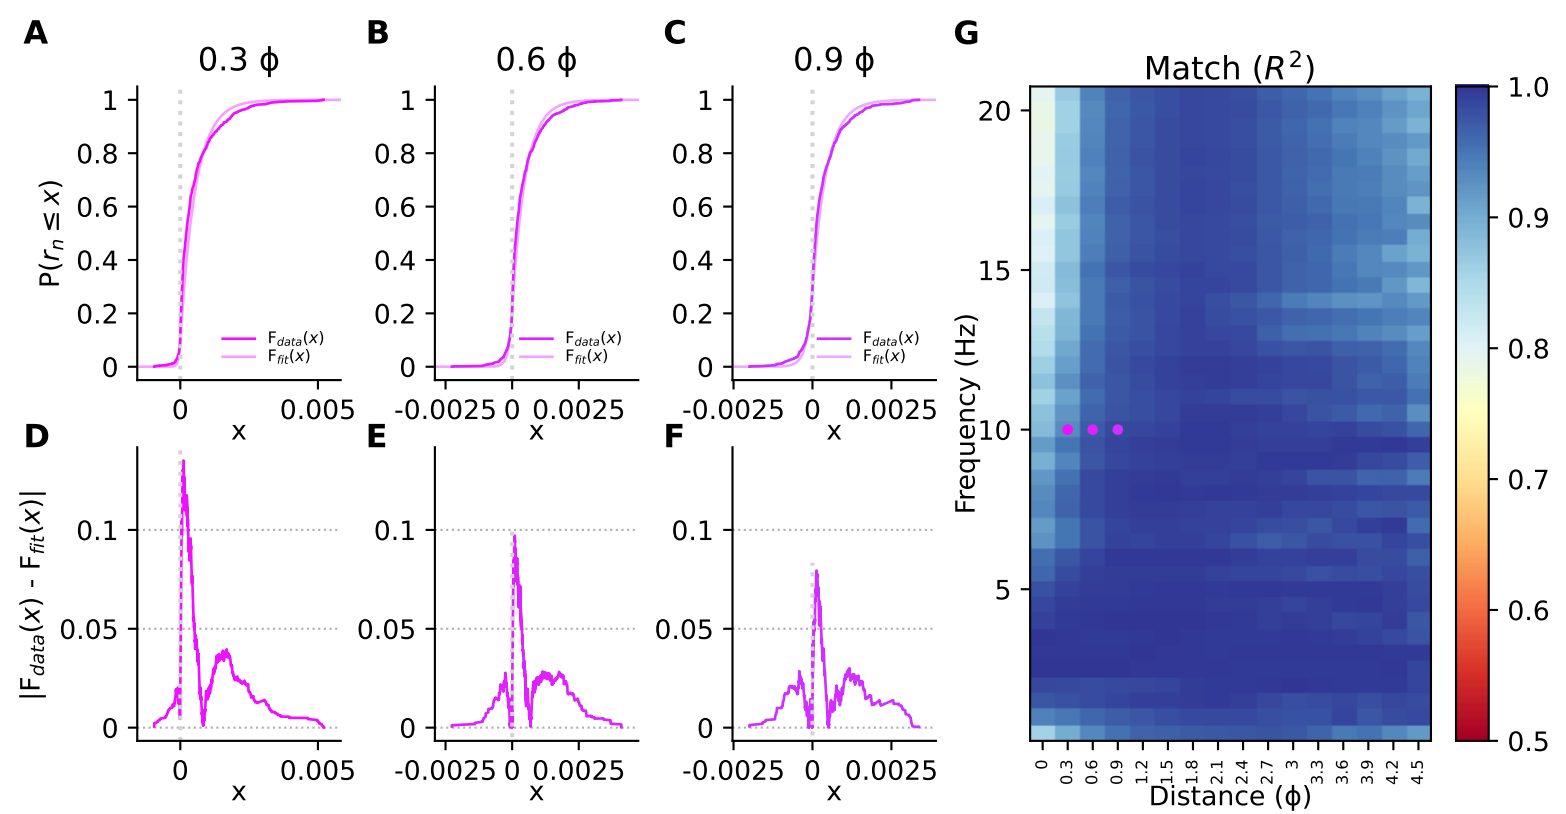 A
B
C
G
0.3 ϕ
0.6 ϕ
0.9 ϕ
Match (R²)
P(rₙ ≤ x)
1
0.8
0.6
0.4
0.2
0
F_data(x)
F_fit(x)
0
0.005
x
1
0.8
0.6
0.4
0.2
0
F_data(x)
F_fit(x)
-0.0025
0
0.0025
x
1
0.8
0.6
0.4
0.2
0
F_data(x)
F_fit(x)
-0.0025
0
0.0025
x
D
E
F
|F_data(x) - F_fit(x)|
0.1
0.05
0
0
0.005
x
0.1
0.05
0
-0.0025
0
0.0025
x
0.1
0.05
0
-0.0025
0
0.0025
x
Frequency (Hz)
20
15
10
5
0
0.3
0.6
0.9
1.2
1.5
1.8
2.1
2.4
2.7
3
3.3
3.6
3.9
4.2
4.5
Distance (ϕ)
1.0
0.9
0.8
0.7
0.6
0.5